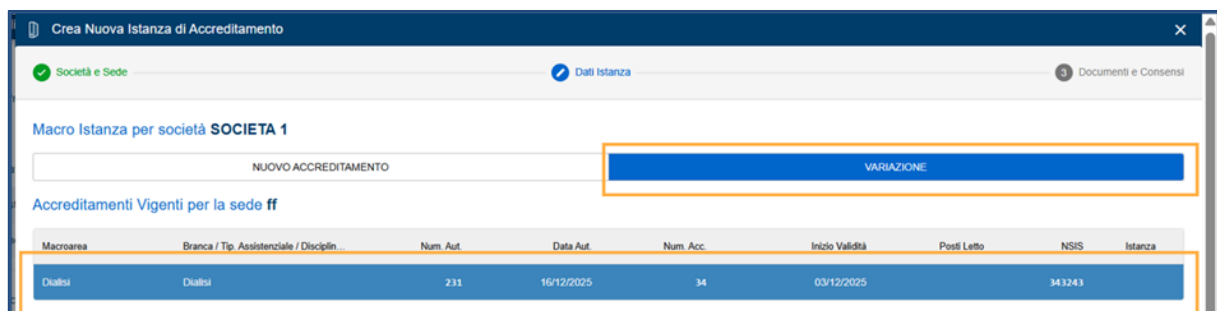 Crea Nuova Istanza di Accreditamento
Società e Sede
Dati Istanza
3 Documenti e Consensi
Macro Istanza per società SOCIETA 1
NUOVO ACCREDITAMENTO
VARIAZIONE
Accreditamenti Vigenti per la sede ff
Macroarea Branca / Tip. Assistenziale / Disciplin... Num. Aut. Data Aut. Num. Acc. Inizio Validità Posti Letto NSIS Istanza
Dialisi Dialisi 231 16/12/2025 34 03/12/2025 343243